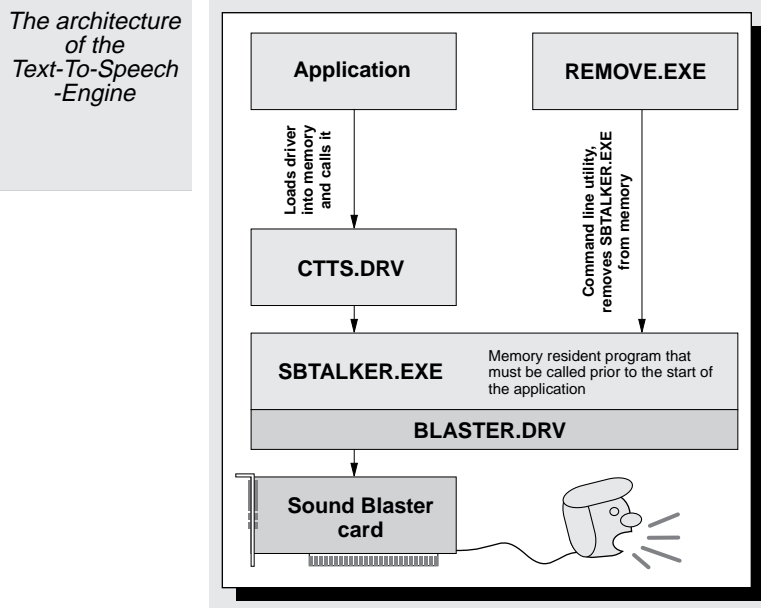 The architecture
of the
Text-To-Speech
-Engine
Application
REMOVE.EXE
Loads driver
into memory
and calls it
Command line utility,
removes SBTALKER.EXE
from memory
CTTS.DRV
SBTALKER.EXE
Memory resident program that
must be called prior to the start of
the application
BLASTER.DRV
Sound Blaster
card